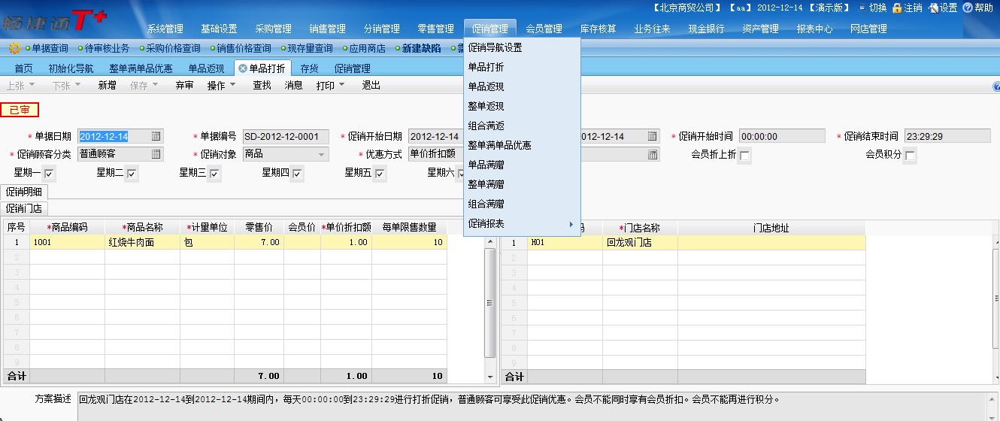 【北京商贸公司】 【aa】 2012-12-14 【演示版】 切换 注销 设置 帮助
畅捷通 T+
系统管理 基础设置 采购管理 销售管理 分销管理 零售管理 促销管理 会员管理 库存核算 业务往来 现金银行 资产管理 报表中心 网店管理
单据查询 待审核业务 采购价格查询 销售价格查询 现存量查询 应用商店 新建缺陷
首页 初始化导航 整单满单品优惠 单品返现 单品打折 存货 促销管理
上张 下张 新增 保存 弃审 操作 查找 消息 打印 退出
促销导航设置
单品打折
单品返现
整单返现
组合满返
整单满单品优惠
单品满赠
整单满赠
组合满赠
促销报表
已审
*单据日期 2012-12-14 *单据编号 SD-2012-12-0001 *促销开始日期 2012-12-14 012-12-14 *促销开始时间 00:00:00 *促销结束时间 23:29:29
*促销顾客分类 普通顾客 *促销对象 商品 *优惠方式 单价折扣额 会员折上折 会员积分
星期一 星期二 星期三 星期四 星期五 星期六
促销明细
促销门店
序号 *商品编码 *商品名称 *计量单位 零售价 会员价 *单价折扣额 每单限售数量 码 *门店名称 门店地址
1 1001 红烧牛肉面 包 7.00 1.00 10 1 H01 回龙观门店
2 2
3 3
4 4
5 5
6 6
7 7
8 8
9 9
合计 7.00 1.00 10 合计
方案描述 回龙观门店在2012-12-14到2012-12-14期间内，每天00:00:00到23:29:29进行打折促销，普通顾客可享受此促销优惠。会员不能同时享有会员折扣。会员不能再进行积分。